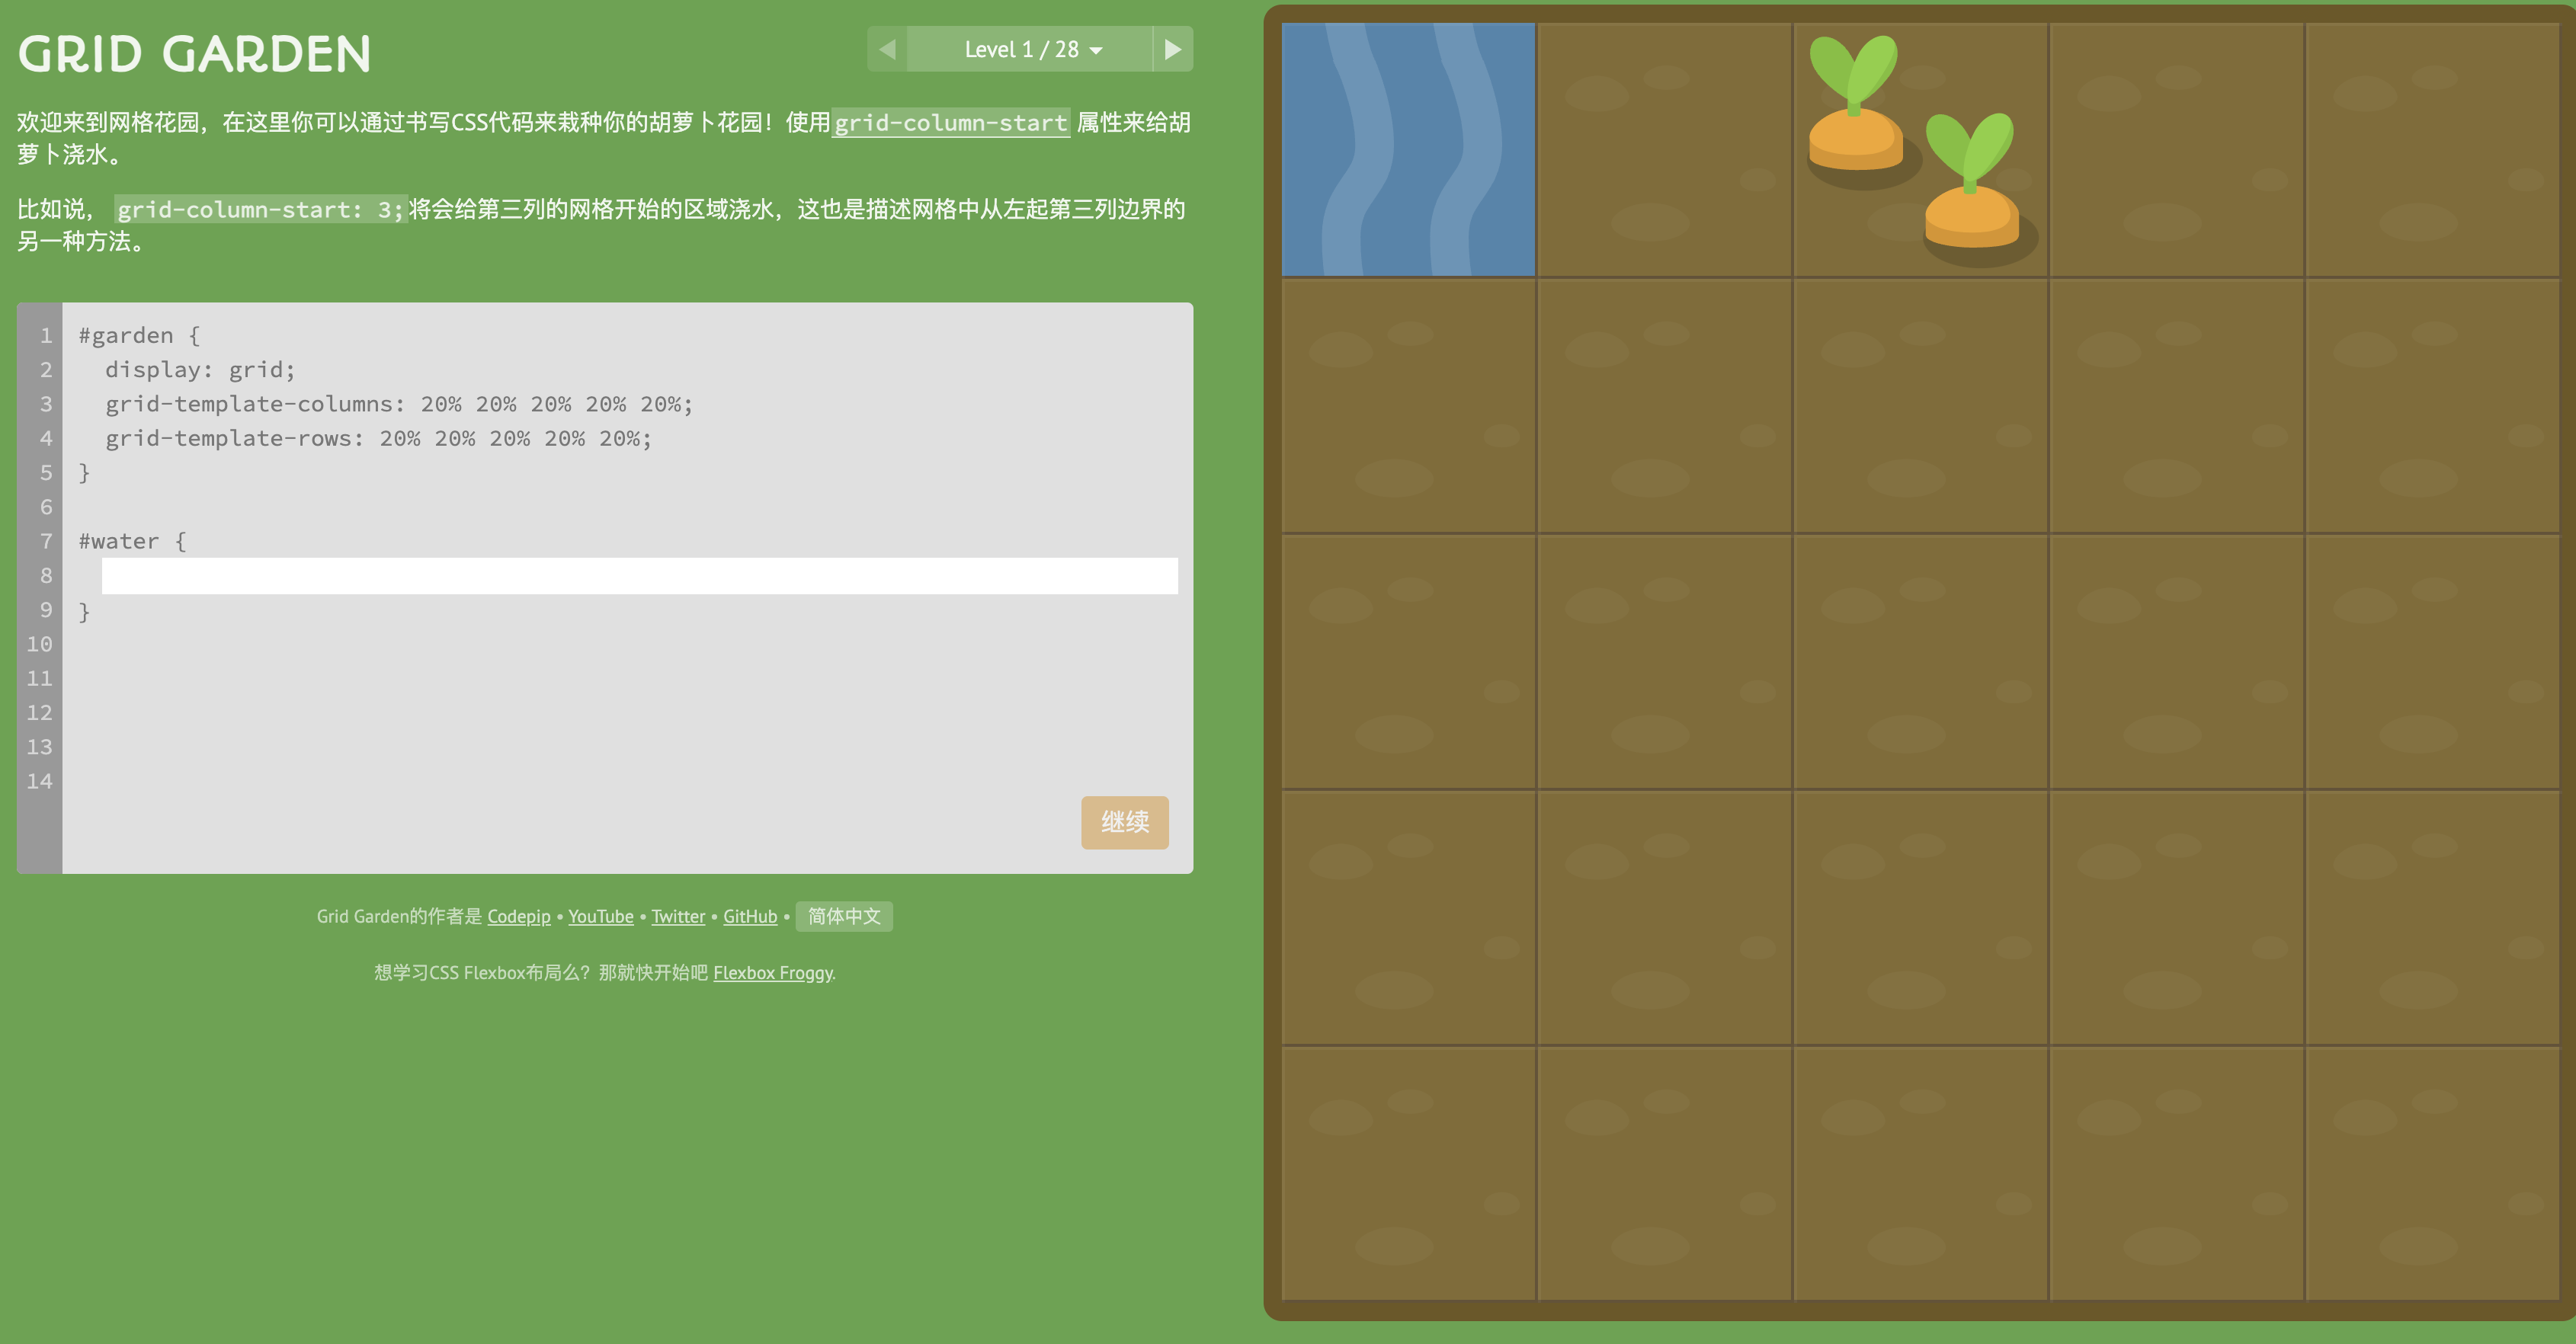 GRID GARDEN
Level 1 / 28
欢迎来到网格花园，在这里你可以通过书写CSS代码来栽种你的胡萝卜花园！使用grid-column-start 属性来给胡
萝卜浇水。
比如说， grid-column-start: 3;将会给第三列的网格开始的区域浇水，这也是描述网格中从左起第三列边界的
另一种方法。
1 #garden {
2 display: grid;
3 grid-template-columns: 20% 20% 20% 20% 20%;
4 grid-template-rows: 20% 20% 20% 20% 20%;
5 }
6
7 #water {
8
9 }
10
11
12
13
14
继续
Grid Garden的作者是 Codepip • YouTube • Twitter • GitHub • 简体中文
想学习CSS Flexbox布局么？那就快开始吧 Flexbox Froggy.